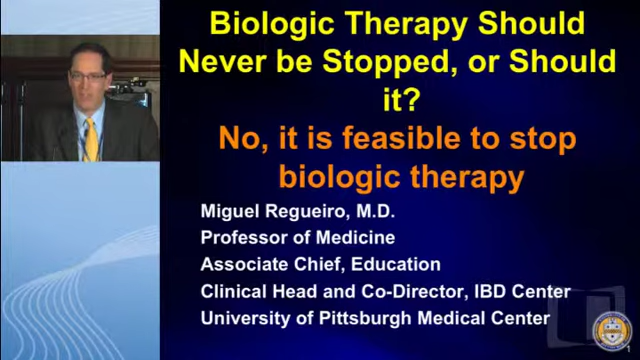 Biologic Therapy Should
Never be Stopped, or Should
it?
No, it is feasible to stop
biologic therapy
Miguel Regueiro, M.D.
Professor of Medicine
Associate Chief, Education
Clinical Head and Co-Director, IBD Center
University of Pittsburgh Medical Center
1